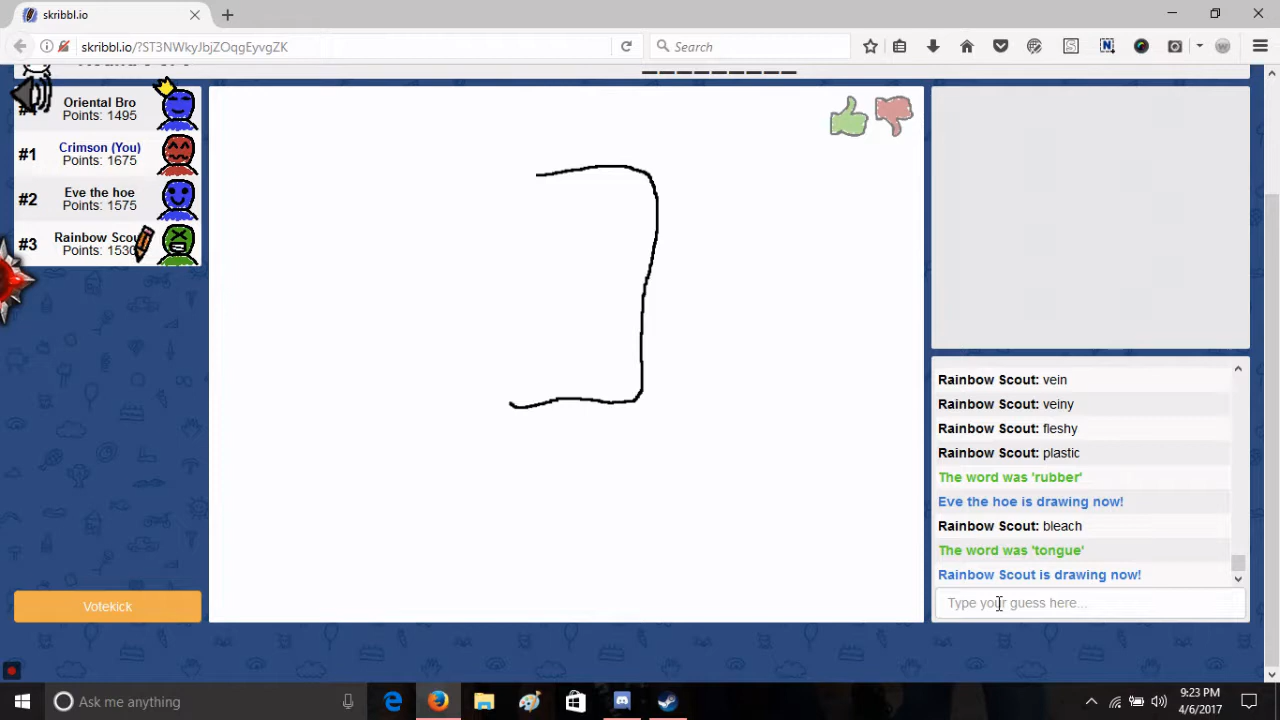 skribbl.io
skribbl.io/?ST3NWkyJbjZOqgEyvgZK
Search
Oriental Bro
Points: 1495
#1
Crimson (You)
Points: 1675
#2
Eve the hoe
Points: 1575
#3
Rainbow Scou
Points: 1530
Votekick
Rainbow Scout: vein
Rainbow Scout: veiny
Rainbow Scout: fleshy
Rainbow Scout: plastic
The word was 'rubber'
Eve the hoe is drawing now!
Rainbow Scout: bleach
The word was 'tongue'
Rainbow Scout is drawing now!
Type your guess here...
Ask me anything
9:23 PM
4/6/2017